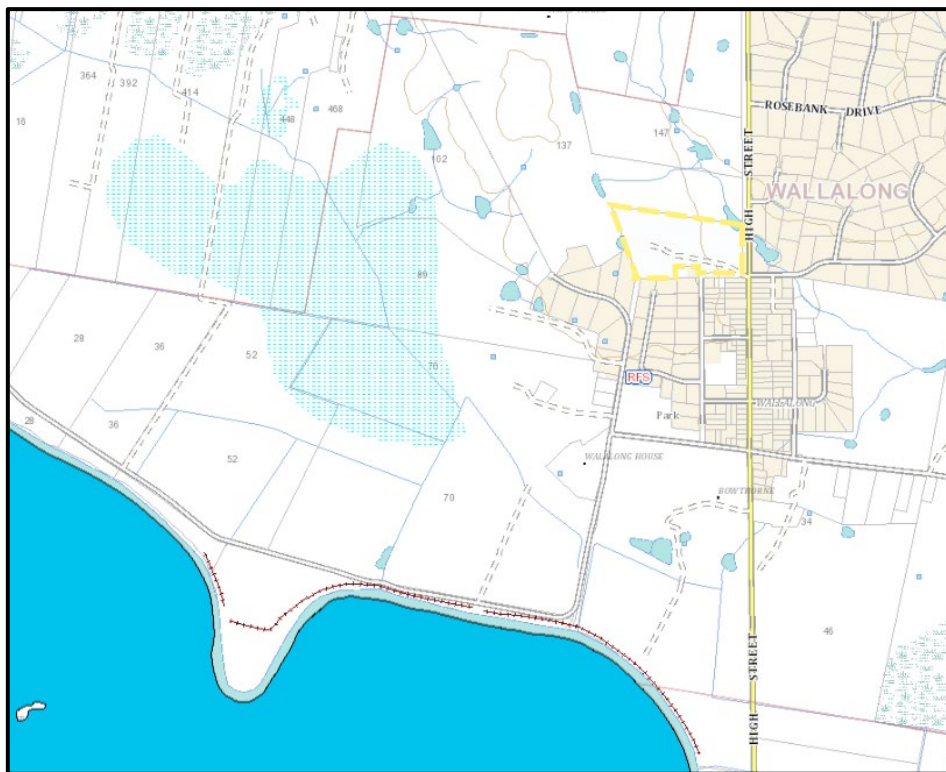 364
392
414
448
468
16
102
137
147
ROSEBANK DRIVE
HIGH STREET
WALLALONG
89
28
36
52
76
RFS
Park
WALLALONG
28
36
52
70
WALALONG HOUSE
BOWTHORNE
34
46
HIGH STREET